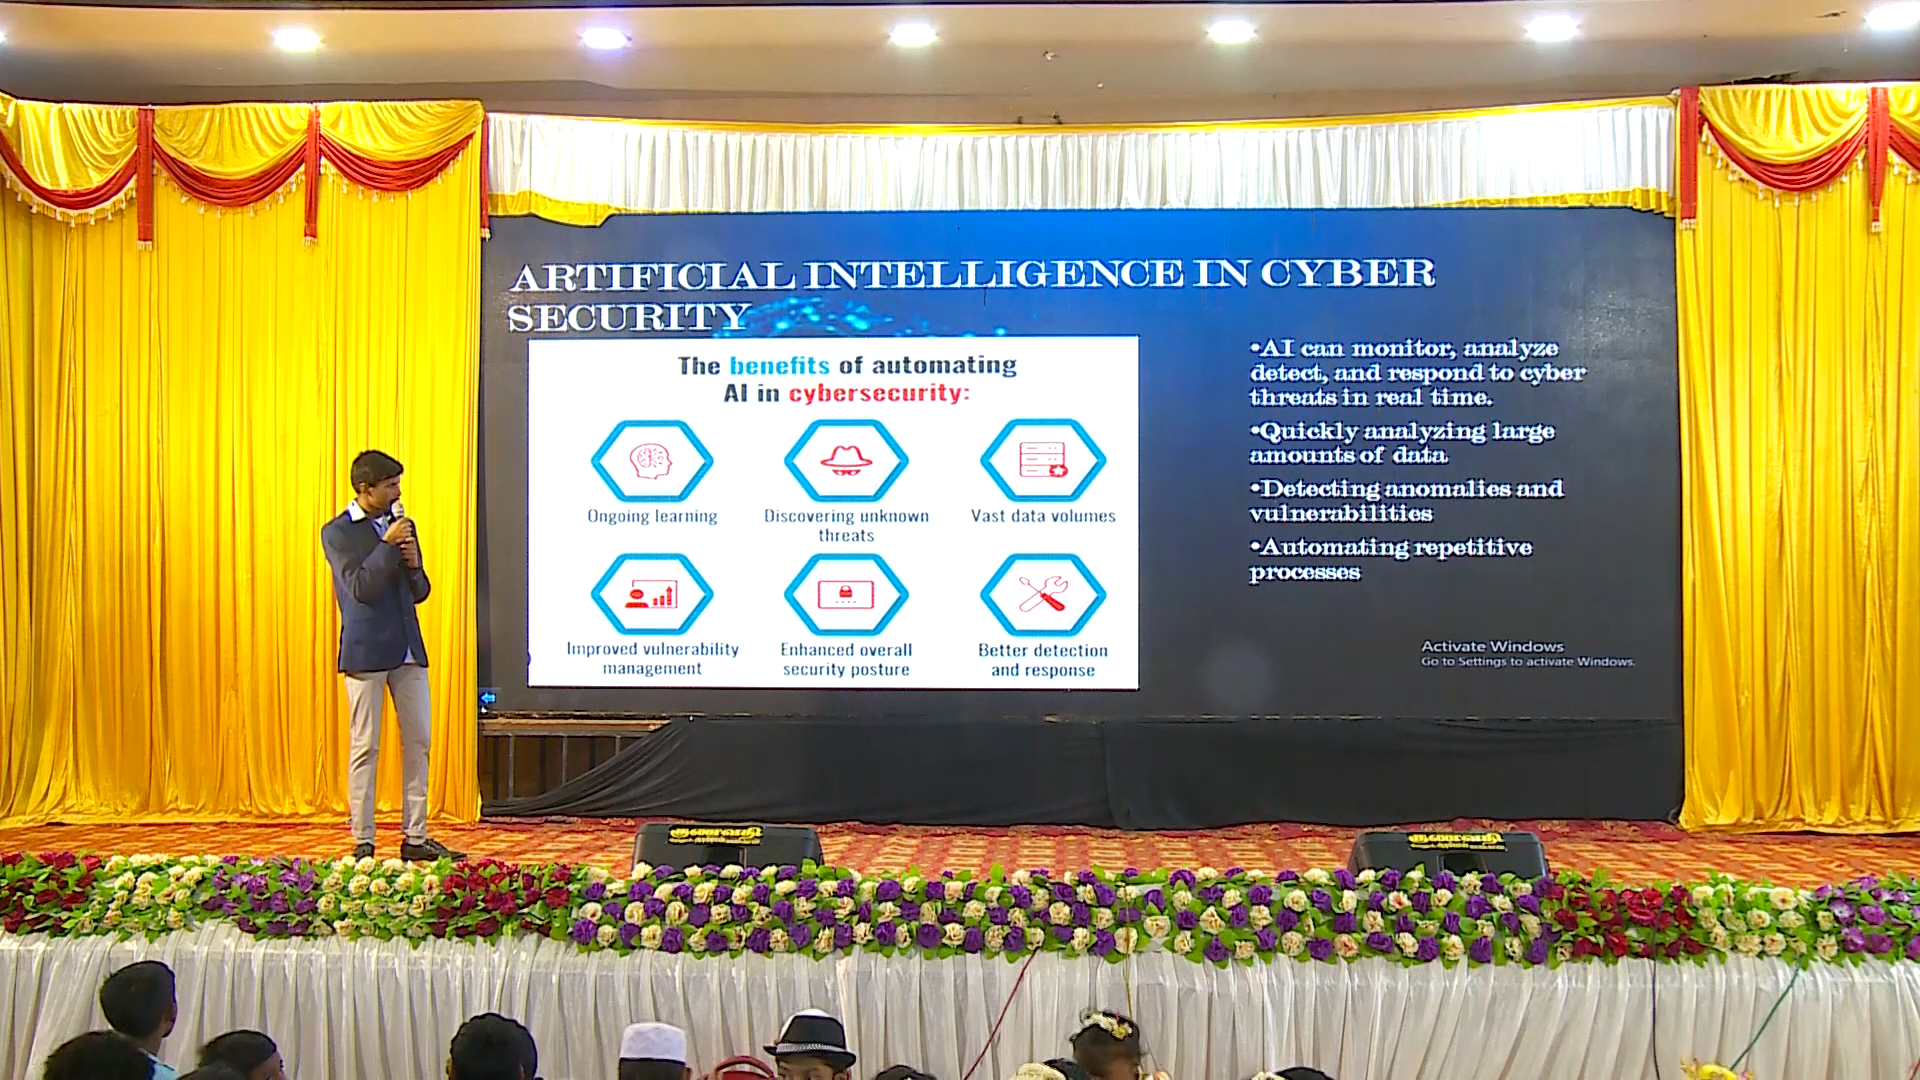 ARTIFICIAL INTELLIGENCE IN CYBER
SECURITY
The benefits of automating
AI in cybersecurity:
Ongoing learning
Discovering unknown
threats
Vast data volumes
Improved vulnerability
management
Enhanced overall
security posture
Better detection
and response
•AI can monitor, analyze
detect, and respond to cyber
threats in real time.
•Quickly analyzing large
amounts of data
•Detecting anomalies and
vulnerabilities
•Automating repetitive
processes
Activate Windows
Go to Settings to activate Windows.